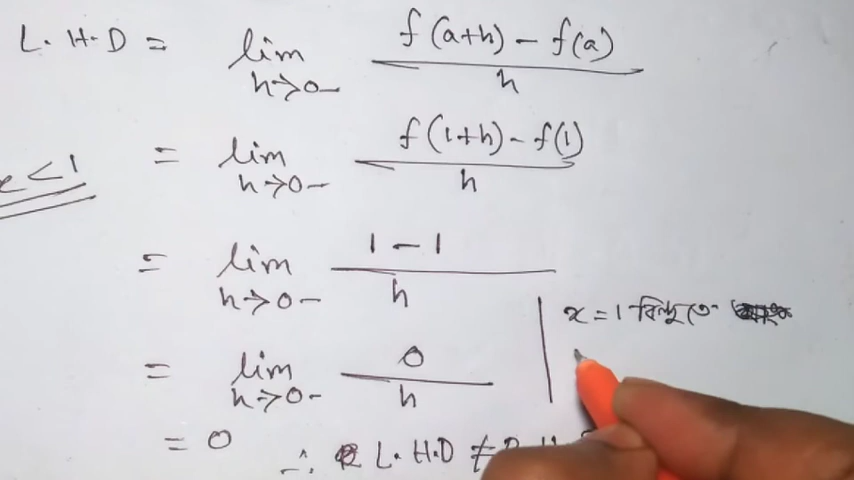 L. H-D = lim h→0- f(a+h) - f(a) / h
= lim h→0- f(1+h) - f(1) / h
x<1
= lim h→0- 1 - 1 / h
x = 1 বিন্দুতে
= lim h→0- 0 / h
= 0 ∴ L. H.D ≠